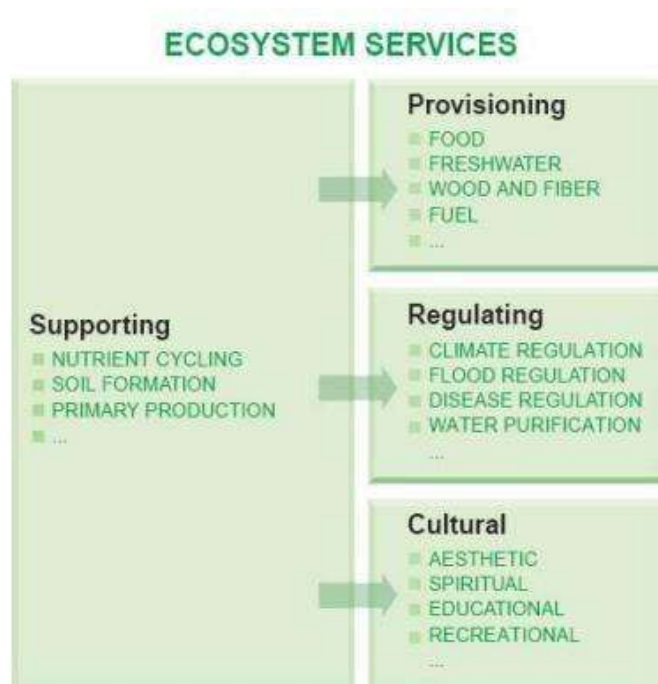 ECOSYSTEM SERVICES
Supporting
NUTRIENT CYCLING
SOIL FORMATION
PRIMARY PRODUCTION
...
Provisioning
FOOD
FRESHWATER
WOOD AND FIBER
FUEL
...
Regulating
CLIMATE REGULATION
FLOOD REGULATION
DISEASE REGULATION
WATER PURIFICATION
...
Cultural
AESTHETIC
SPIRITUAL
EDUCATIONAL
RECREATIONAL
...